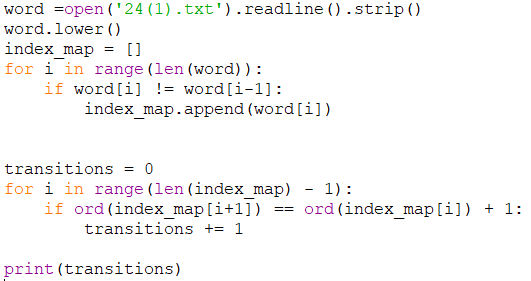 word =open('24(1).txt').readline().strip()
word.lower()
index_map = []
for i in range(len(word)):
    if word[i] != word[i-1]:
        index_map.append(word[i])
transitions = 0
for i in range(len(index_map) - 1):
    if ord(index_map[i+1]) == ord(index_map[i]) + 1:
        transitions += 1
print(transitions)